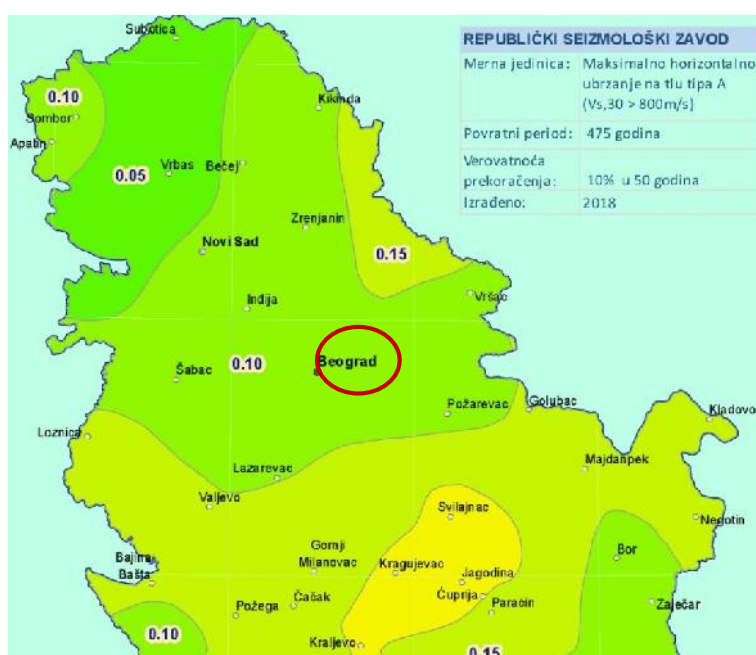 REPUBLIČKI SEIZMOLOŠKI ZAVOD
Merna jedinica: Maksimalno horizontalno
ubrzanje na tlu tipa A
(Vs,30 > 800m/s)
Povratni period: 475 godina
Verovatnoća
prekoračenja: 10% u 50 godina
Izrađeno: 2018
Subotica
0.10
Kikinda
Sombor
Apatin
Vrbas
Bečej
0.05
Zrenjanin
Novi Sad
0.15
Vršac
Inđija
Beograd
0.10
Šabac
Požarevac
Golubac
Kladovo
Loznica
Lazarevac
Majdanpek
Valjevo
Svilajnac
Negotin
Bor
Gornji
Milanovac
Bajina
Bašta
Kragujevac
Jagodina
Ćuprija
Paraćin
Zaječar
Čačak
Požega
0.10
Kraljevo
0.15